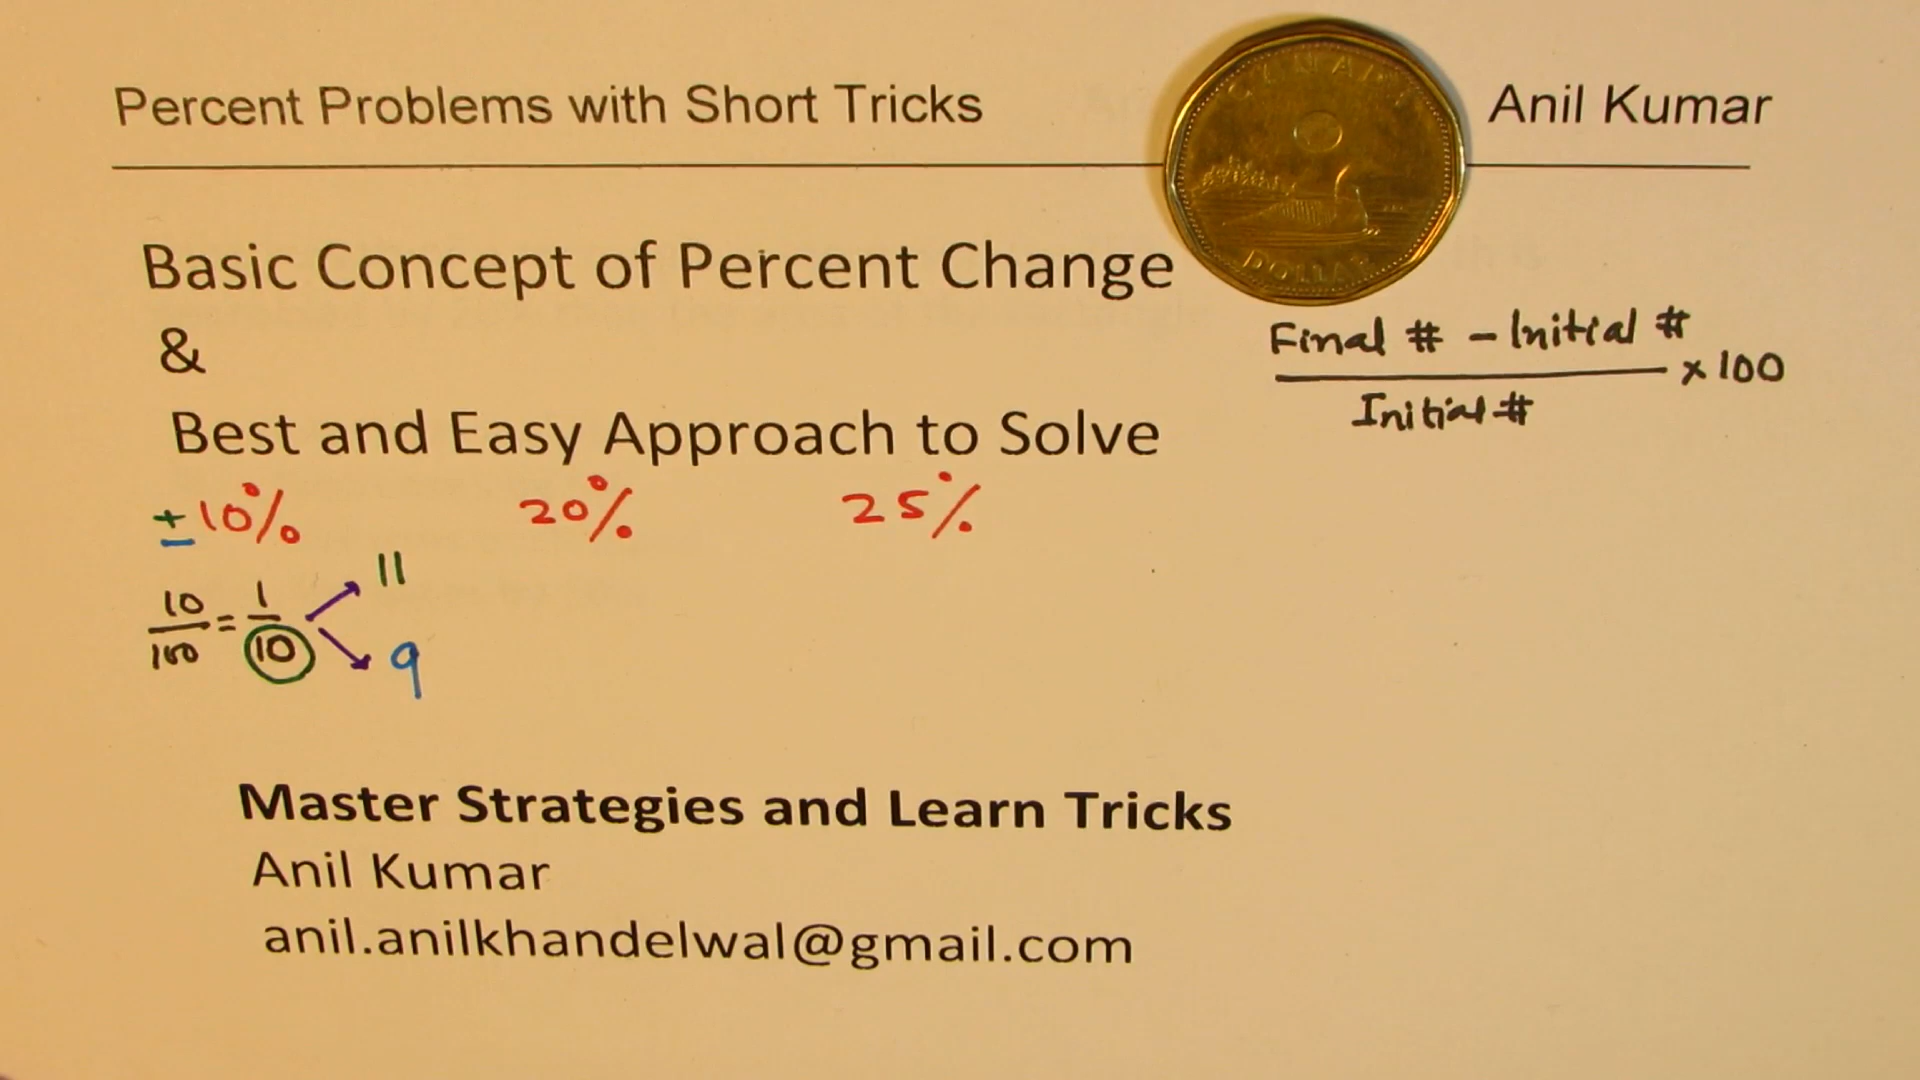 Percent Problems with Short Tricks
Anil Kumar
CANADA
DOLLAR
Basic Concept of Percent Change
&
Best and Easy Approach to Solve
Final # - Initial #
x 100
Initial #
± 10% 20% 25%
10/100 = 1/10 11
9
Master Strategies and Learn Tricks
Anil Kumar
anil.anilkhandelwal@gmail.com